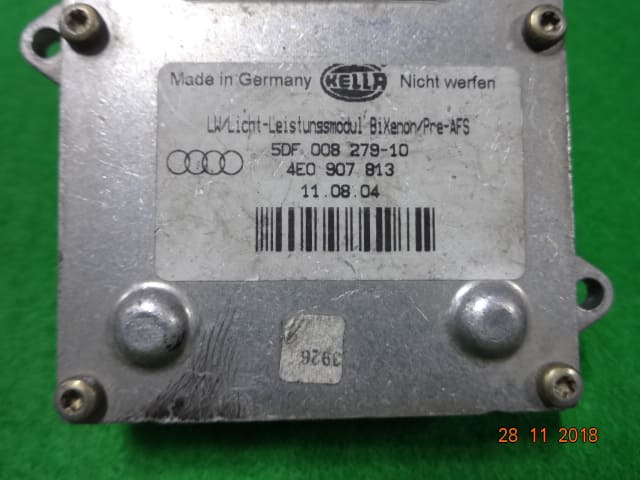 Made in Germany HELLA Nicht werfen
LW/Licht-Leistunssmodul BiXenon/Pre-AFS
5DF 008 279-10
4E0 907 813
11.08.04
3926
28 11 2018